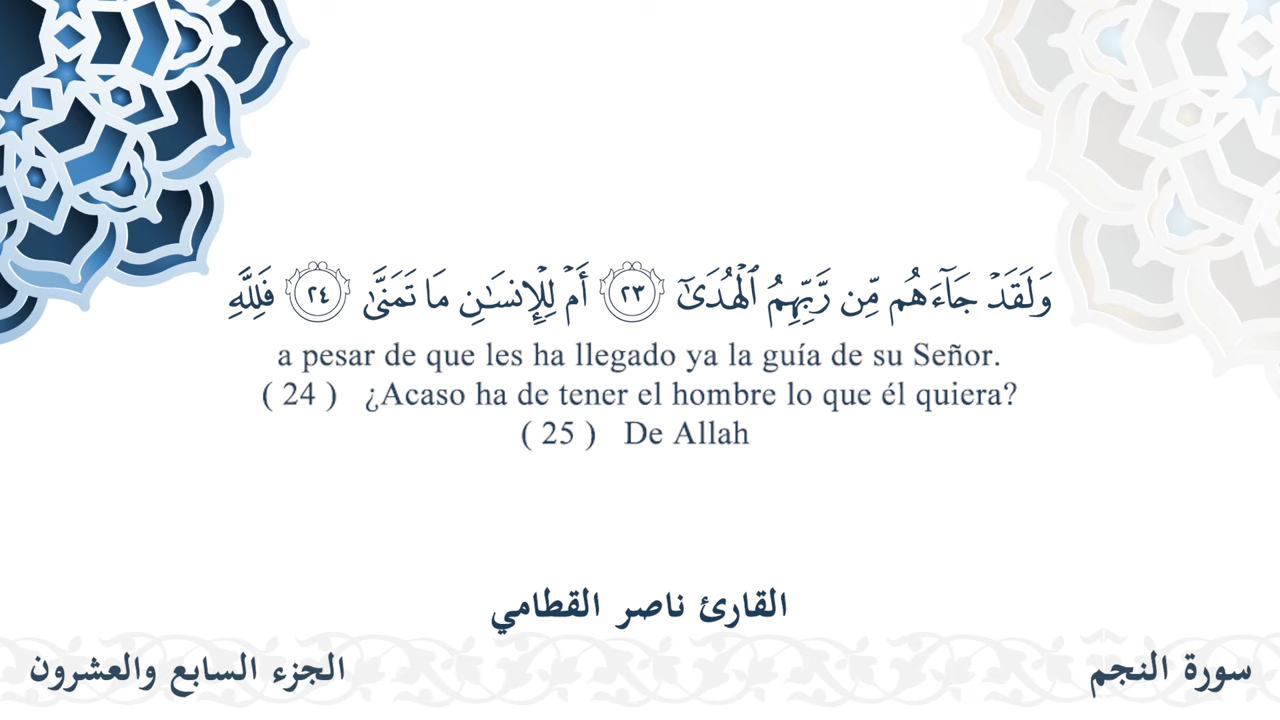 وَلَقَدۡ جَآءَهُم مِّن رَّبِّهِمُ ٱلۡهُدَىٰٓ ٢٣ أَمۡ لِلۡإِنسَـٰنِ مَا تَمَنَّىٰ ٢٤ فَلِلَّهِ
a pesar de que les ha llegado ya la guía de su Señor.
( 24 ) ¿Acaso ha de tener el hombre lo que él quiera?
( 25 ) De Allah
القارئ ناصر القطامي
سورة النجم
الجزء السابع والعشرون